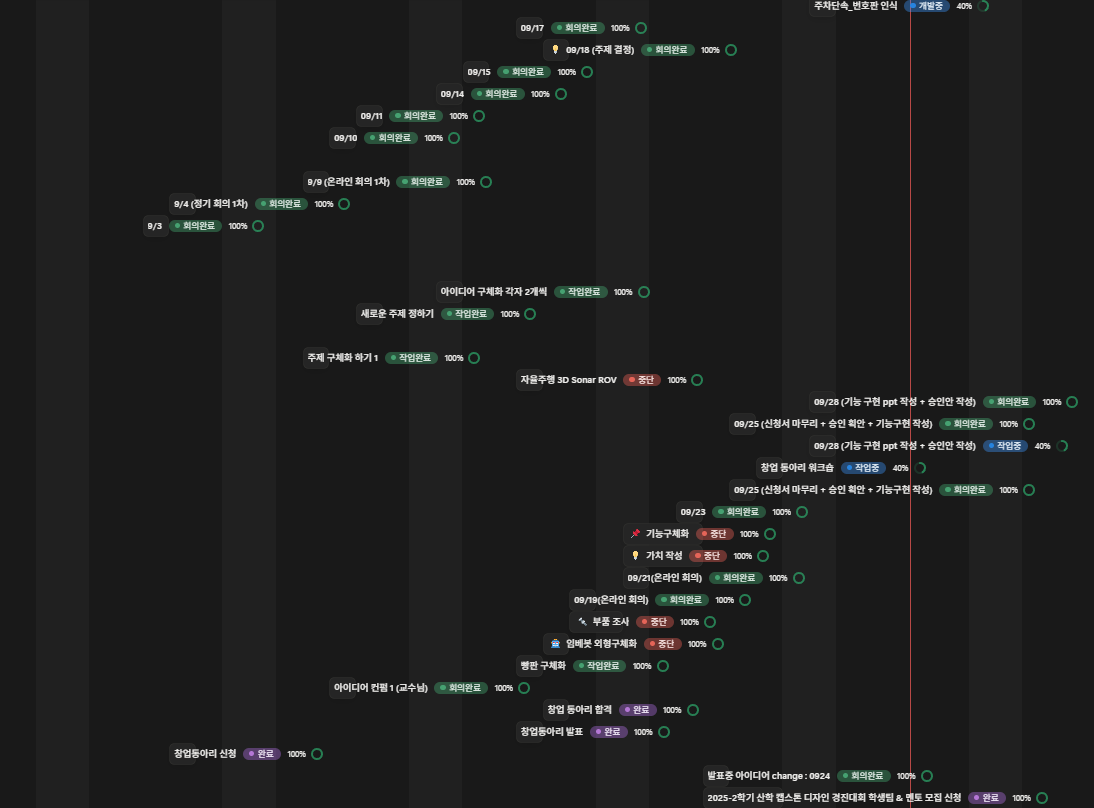 주차단속_번호판 인식 개발중 40%
09/17 회의완료 100%
09/18 (주제 결정) 회의완료 100%
09/15 회의완료 100%
09/14 회의완료 100%
09/11 회의완료 100%
09/10 회의완료 100%
9/9 (온라인 회의 1차) 회의완료 100%
9/4 (정기 회의 1차) 회의완료 100%
9/3 회의완료 100%
아이디어 구체화 각자 2개씩 작업완료 100%
새로운 주제 정하기 작업완료 100%
주제 구체화 하기 1 작업완료 100%
자율주행 3D Sonar ROV 중단 100%
09/28 (기능 구현 ppt 작성 + 승인안 작성) 회의완료 100%
09/25 (신청서 마무리 + 승인 확안 + 기능구현 작성) 회의완료 100%
09/28 (기능 구현 ppt 작성 + 승인안 작성) 작업중 40%
창업 동아리 워크숍 작업중 40%
09/25 (신청서 마무리 + 승인 확안 + 기능구현 작성) 회의완료 100%
09/23 회의완료 100%
기능구체화 중단 100%
가치 작성 중단 100%
09/21(온라인 회의) 회의완료 100%
09/19(온라인 회의) 회의완료 100%
부품 조사 중단 100%
임베봇 외형구체화 중단 100%
빵판 구체화 작업완료 100%
아이디어 컨펌 1 (교수님) 회의완료 100%
창업 동아리 합격 완료 100%
창업동아리 발표 완료 100%
창업동아리 신청 완료 100%
발표중 아이디어 change : 0924 회의완료 100%
2025-2학기 산학 캡스톤 디자인 경진대회 학생팀 & 멘토 모집 신청 완료 100%